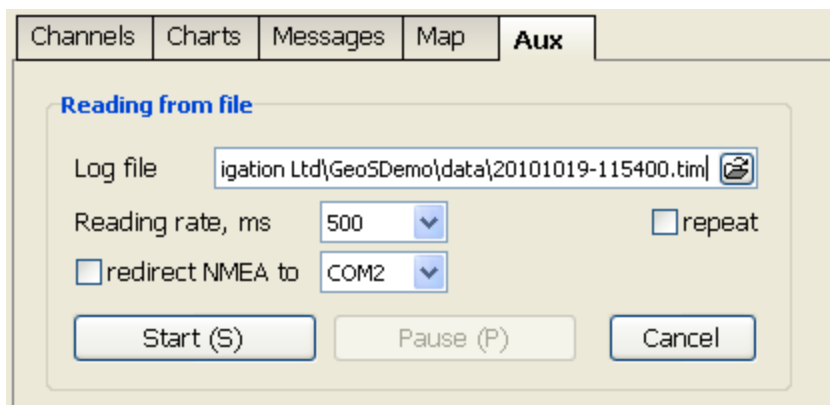 Channels Charts Messages Map Aux
Reading from file
Log file igation Ltd\GeoSDemo\data\20101019-115400.tim
Reading rate, ms 500 repeat
redirect NMEA to COM2
Start (S) Pause (P) Cancel